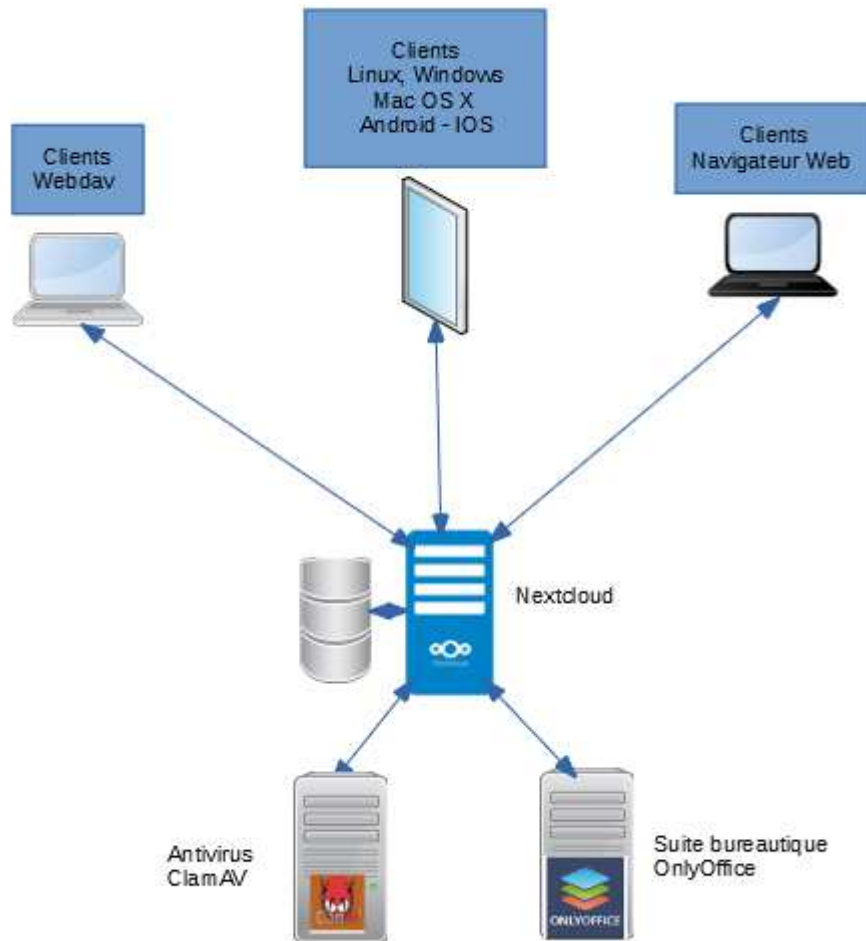 Clients
Linux, Windows
Mac OS X
Android - IOS
Clients
Webdav
Clients
Navigateur Web
Nextcloud
Antivirus
ClamAV
Suite bureautique
OnlyOffice
ONLYOFFICE